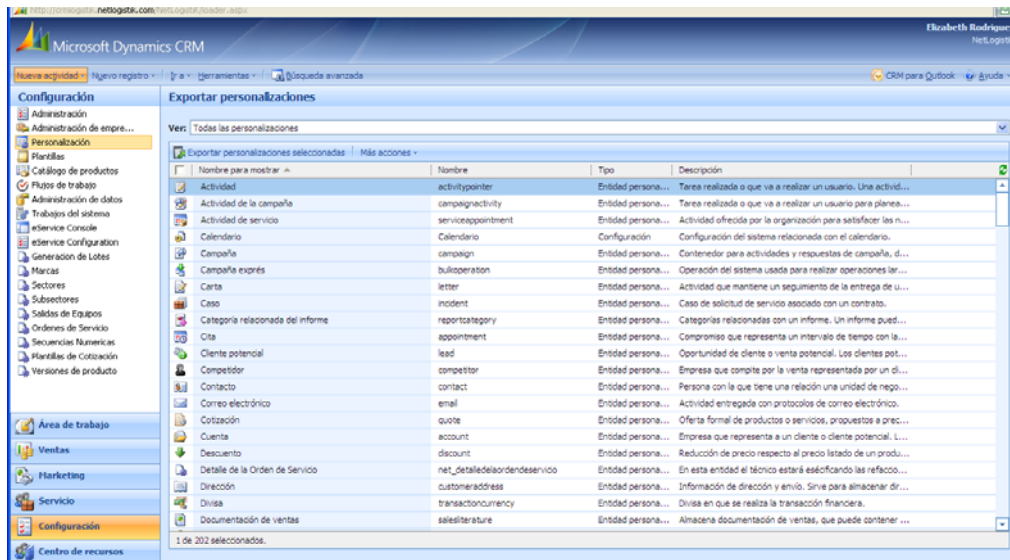 http://crmlogistik.netlogistik.com/NetLogistik/loader.aspx
Elizabeth Rodrigue
Microsoft Dynamics CRM
NetLogisti
Nueva actividad Nuevo registro Ir a Herramientas Búsqueda avanzada CRM para Outlook Ayuda
Configuración
Exportar personalizaciones
Administración
Administración de empre...
Personalización
Plantillas
Catálogo de productos
Flujos de trabajo
Administración de datos
Trabajos del sistema
eService Console
eService Configuration
Generacion de Lotes
Marcas
Sectores
Subsectores
Salidas de Equipos
Ordenes de Servicio
Secuencias Numericas
Plantillas de Cotización
Versiones de producto
Área de trabajo
Ventas
Marketing
Servicio
Configuración
Centro de recursos
Ver: Todas las personalizaciones
Exportar personalizaciones seleccionadas Más acciones
Nombre para mostrar Nombre Tipo Descripción
Actividad activitypointer Entidad persona... Tarea realizada o que va a realizar un usuario. Una activid...
Actividad de la campaña campaignactivity Entidad persona... Tarea realizada o que va a realizar un usuario para planea...
Actividad de servicio serviceappointment Entidad persona... Actividad ofrecida por la organización para satisfacer las n...
Calendario Calendario Configuración Configuración del sistema relacionada con el calendario.
Campaña campaign Entidad persona... Contenedor para actividades y respuestas de campaña, d...
Campaña exprés bulkoperation Entidad persona... Operación del sistema usada para realizar operaciones lar...
Carta letter Entidad persona... Actividad que mantiene un seguimiento de la entrega de u...
Caso incident Entidad persona... Caso de solicitud de servicio asociado con un contrato.
Categoría relacionada del informe reportcategory Entidad persona... Categorías relacionadas con un informe. Un informe pued...
Cita appointment Entidad persona... Compromiso que representa un intervalo de tiempo con la...
Cliente potencial lead Entidad persona... Oportunidad de cliente o venta potencial. Los clientes pot...
Competidor competitor Entidad persona... Empresa que compite por la venta representada por un cli...
Contacto contact Entidad persona... Persona con la que tiene una relación una unidad de nego...
Correo electrónico email Entidad persona... Actividad entregada con protocolos de correo electrónico.
Cotización quote Entidad persona... Oferta formal de productos o servicios, propuestos a prec...
Cuenta account Entidad persona... Empresa que representa a un cliente o cliente potencial. L...
Descuento discount Entidad persona... Reducción de precio respecto al precio listado de un produ...
Detalle de la Orden de Servicio net_detalledelaordendeservicio Entidad persona... En esta entidad el técnico estará esécificando las refaccio...
Dirección customeraddress Entidad persona... Información de dirección y envío. Sirve para almacenar dir...
Divisa transactioncurrency Entidad persona... Divisa en que se realiza la transacción financiera.
Documentación de ventas salesliterature Entidad persona... Almacena documentación de ventas, que puede contener ...
1 de 202 seleccionados.